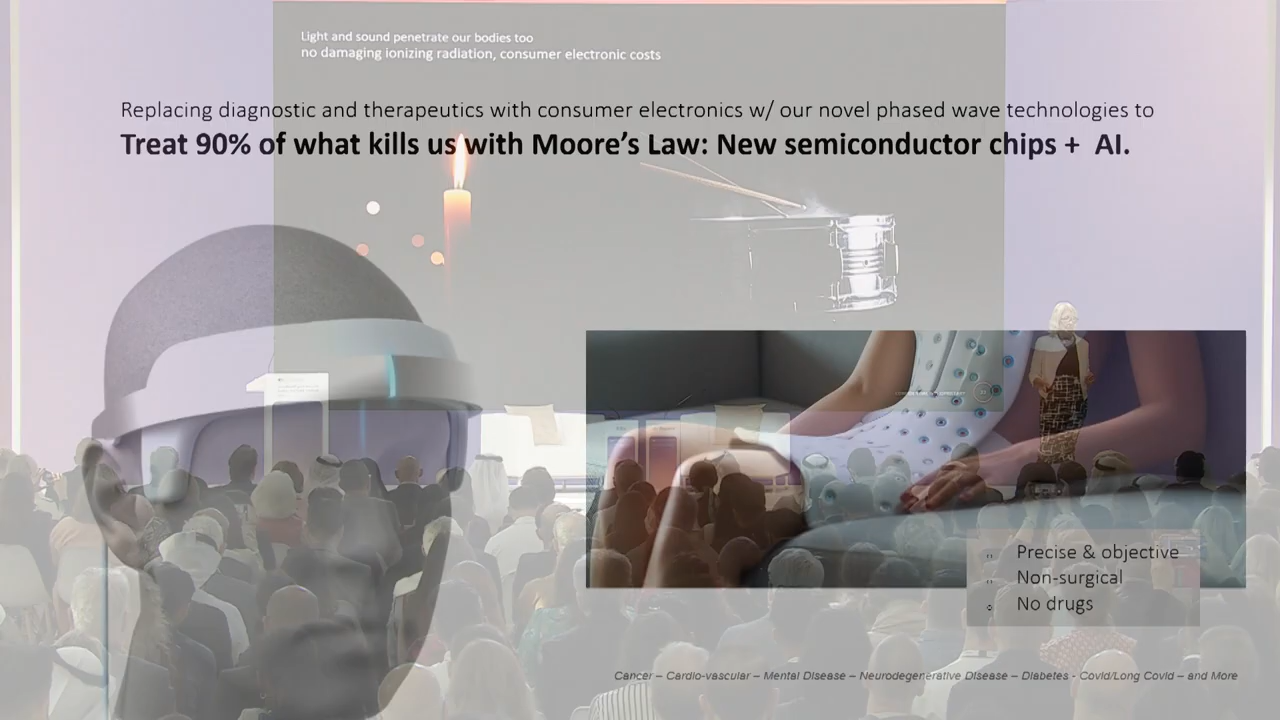 Light and sound penetrate our bodies too
no damaging ionizing radiation, consumer electronic costs
Replacing diagnostic and therapeutics with consumer electronics w/ our novel phased wave technologies to
Treat 90% of what kills us with Moore’s Law: New semiconductor chips + AI.
Precise & objective
Non-surgical
No drugs
Cancer – Cardio-vascular – Mental Disease – Neurodegenerative Disease – Diabetes - Covid/Long Covid – and More